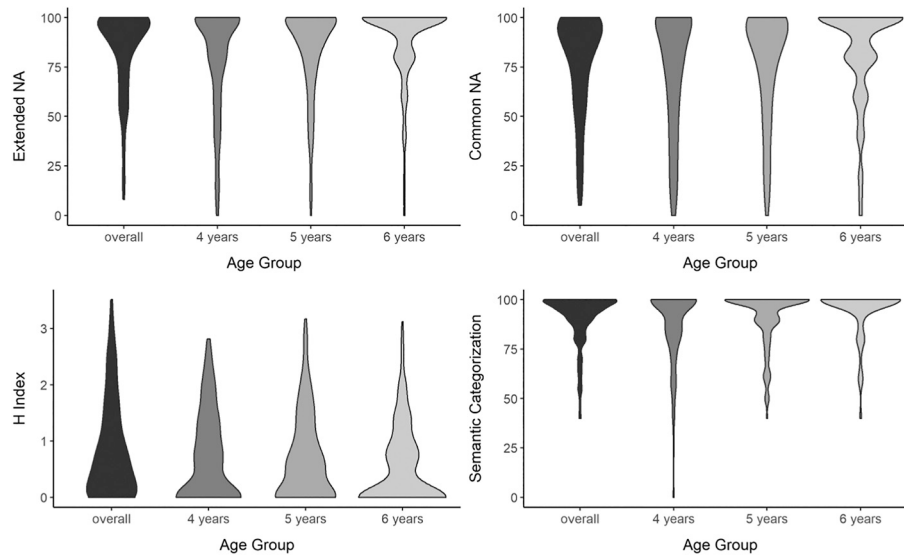 Extended NA
100
75
50
25
0
overall 4 years 5 years 6 years
Age Group
Common NA
100
75
50
25
0
overall 4 years 5 years 6 years
Age Group
H Index
3
2
1
0
overall 4 years 5 years 6 years
Age Group
Semantic Categorization
100
75
50
25
0
overall 4 years 5 years 6 years
Age Group